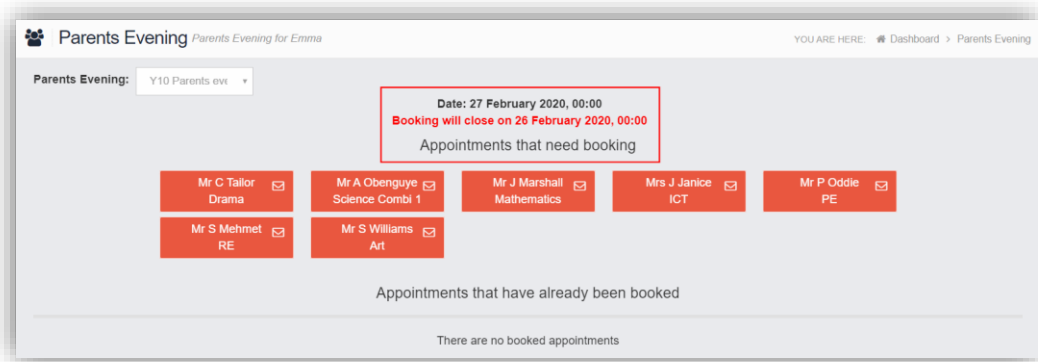 Parents Evening Parents Evening for Emma
YOU ARE HERE: Dashboard > Parents Evening
Parents Evening: Y10 Parents eve
Date: 27 February 2020, 00:00
Booking will close on 26 February 2020, 00:00
Appointments that need booking
Mr C Tailor
Drama
Mr A Obenguye
Science Combi 1
Mr J Marshall
Mathematics
Mrs J Janice
ICT
Mr P Oddie
PE
Mr S Mehmet
RE
Mr S Williams
Art
Appointments that have already been booked
There are no booked appointments